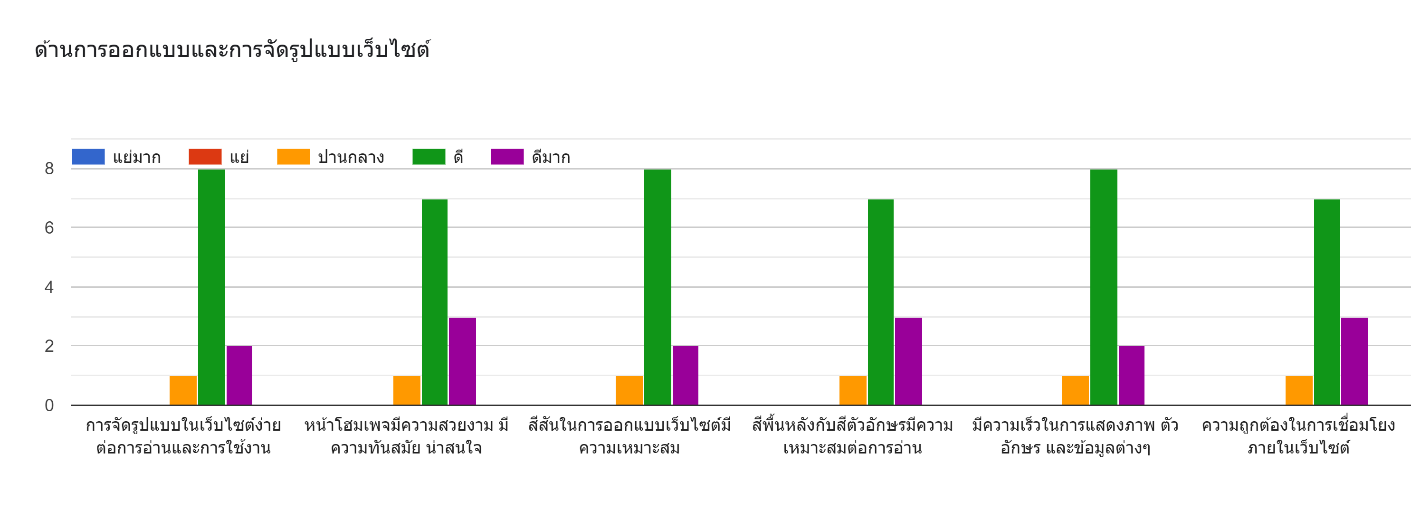 ด้านการออกแบบและการจัดรูปแบบเว็บไซต์
แย่มาก แย่ ปานกลาง ดี ดีมาก
8
6
4
2
0
การจัดรูปแบบในเว็บไซต์ง่าย
ต่อการอ่านและการใช้งาน
หน้าโฮมเพจมีความสวยงาม มี
ความทันสมัย น่าสนใจ
สีสันในการออกแบบเว็บไซต์มี
ความเหมาะสม
สีพื้นหลังกับสีตัวอักษรมีความ
เหมาะสมต่อการอ่าน
มีความเร็วในการแสดงภาพ ตัว
อักษร และข้อมูลต่างๆ
ความถูกต้องในการเชื่อมโยง
ภายในเว็บไซต์